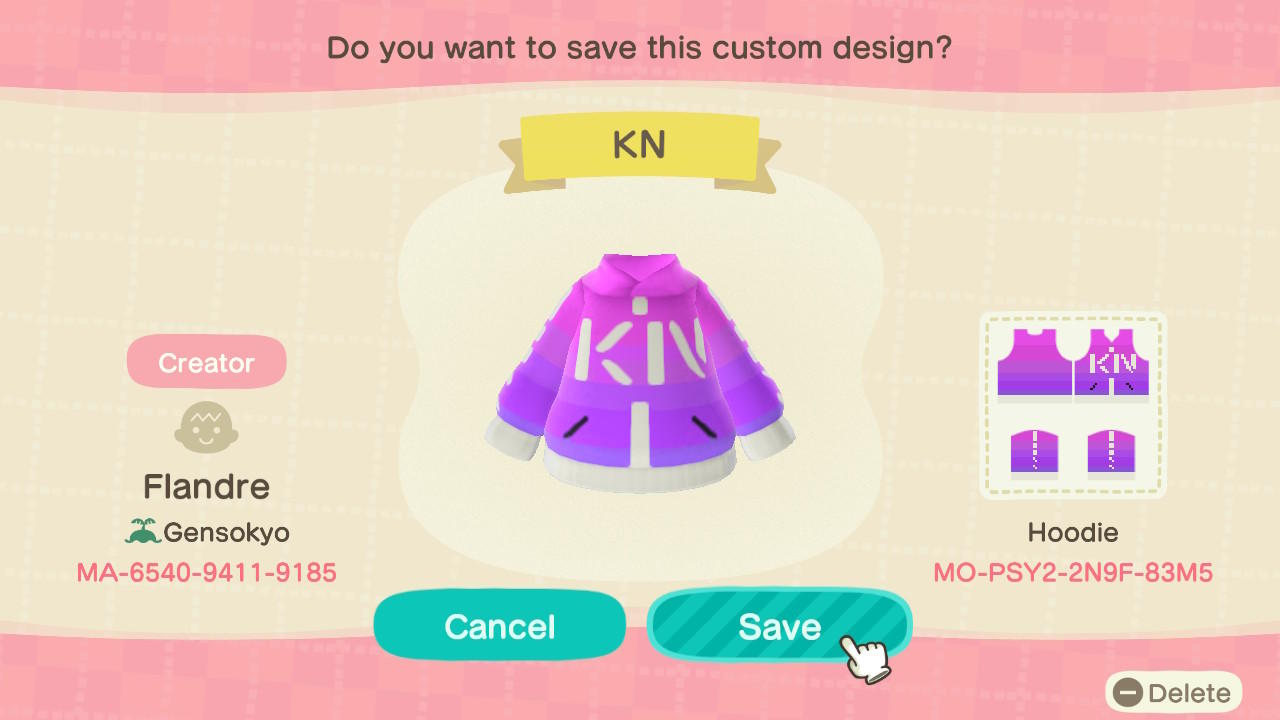 Do you want to save this custom design?
KN
KIN
KIN
Creator
Flandre
Gensokyo
MA-6540-9411-9185
Hoodie
MO-PSY2-2N9F-83M5
Cancel
Save
Delete